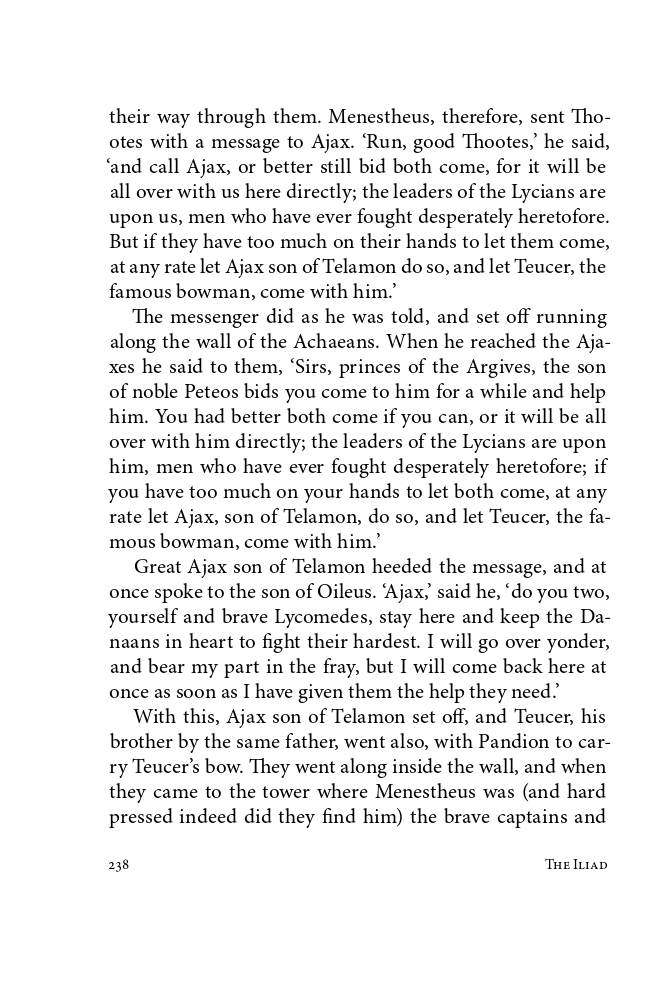 their way through them. Menestheus, therefore, sent Tho-
otes with a message to Ajax. ‘Run, good Thootes,’ he said,
‘and call Ajax, or better still bid both come, for it will be
all over with us here directly; the leaders of the Lycians are
upon us, men who have ever fought desperately heretofore.
But if they have too much on their hands to let them come,
at any rate let Ajax son of Telamon do so, and let Teucer, the
famous bowman, come with him.’
The messenger did as he was told, and set off running
along the wall of the Achaeans. When he reached the Aja-
xes he said to them, ‘Sirs, princes of the Argives, the son
of noble Peteos bids you come to him for a while and help
him. You had better both come if you can, or it will be all
over with him directly; the leaders of the Lycians are upon
him, men who have ever fought desperately heretofore; if
you have too much on your hands to let both come, at any
rate let Ajax, son of Telamon, do so, and let Teucer, the fa-
mous bowman, come with him.’
Great Ajax son of Telamon heeded the message, and at
once spoke to the son of Oileus. ‘Ajax,’ said he, ‘do you two,
yourself and brave Lycomedes, stay here and keep the Da-
naans in heart to fight their hardest. I will go over yonder,
and bear my part in the fray, but I will come back here at
once as soon as I have given them the help they need.’
With this, Ajax son of Telamon set off, and Teucer, his
brother by the same father, went also, with Pandion to car-
ry Teucer’s bow. They went along inside the wall, and when
they came to the tower where Menestheus was (and hard
pressed indeed did they find him) the brave captains and
238 The Iliad